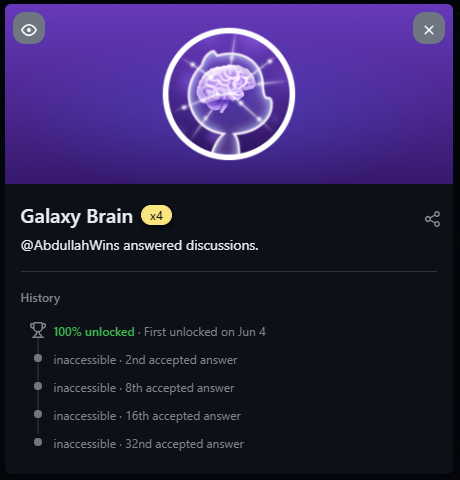 Galaxy Brain x4
@AbdullahWins answered discussions.
History
100% unlocked · First unlocked on Jun 4
inaccessible · 2nd accepted answer
inaccessible · 8th accepted answer
inaccessible · 16th accepted answer
inaccessible · 32nd accepted answer